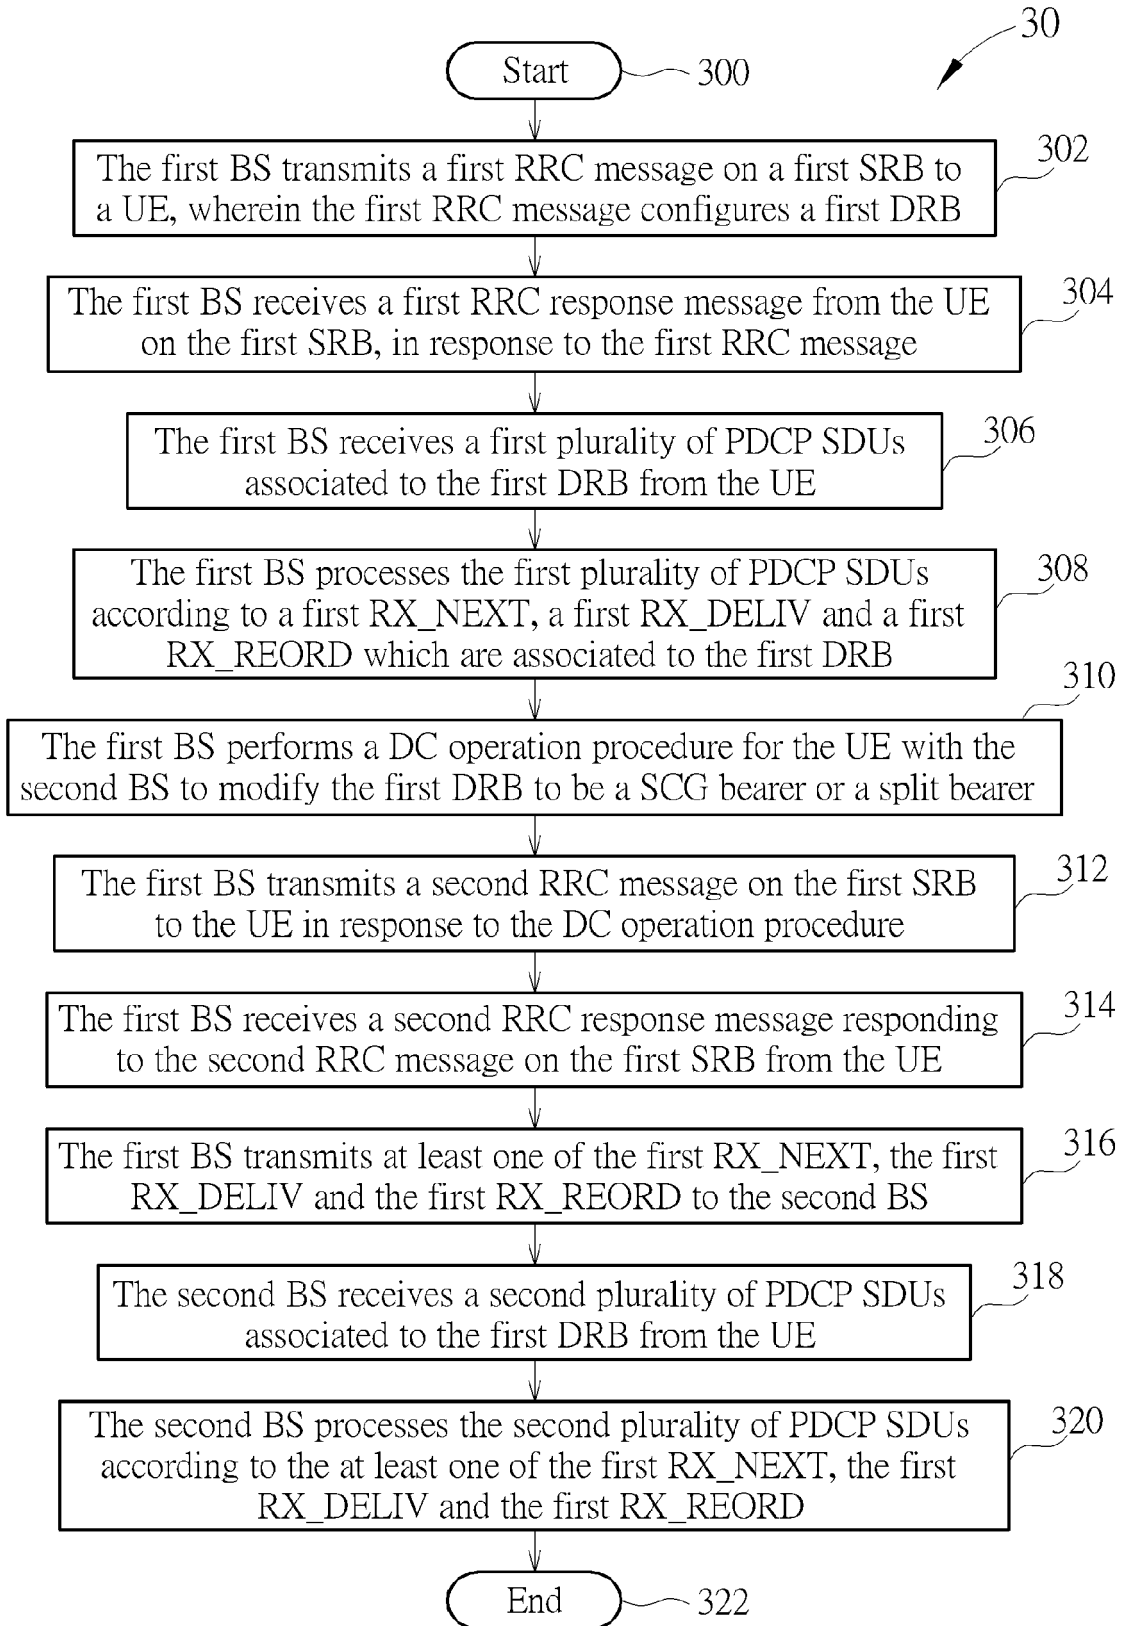 30
Start
300
The first BS transmits a first RRC message on a first SRB to
a UE, wherein the first RRC message configures a first DRB
302
The first BS receives a first RRC response message from the UE
on the first SRB, in response to the first RRC message
304
The first BS receives a first plurality of PDCP SDUs
associated to the first DRB from the UE
306
The first BS processes the first plurality of PDCP SDUs
according to a first RX_NEXT, a first RX_DELIV and a first
RX_REORD which are associated to the first DRB
308
The first BS performs a DC operation procedure for the UE with the
second BS to modify the first DRB to be a SCG bearer or a split bearer
310
The first BS transmits a second RRC message on the first SRB
to the UE in response to the DC operation procedure
312
The first BS receives a second RRC response message responding
to the second RRC message on the first SRB from the UE
314
The first BS transmits at least one of the first RX_NEXT, the first
RX_DELIV and the first RX_REORD to the second BS
316
The second BS receives a second plurality of PDCP SDUs
associated to the first DRB from the UE
318
The second BS processes the second plurality of PDCP SDUs
according to the at least one of the first RX_NEXT, the first
RX_DELIV and the first RX_REORD
320
End
322